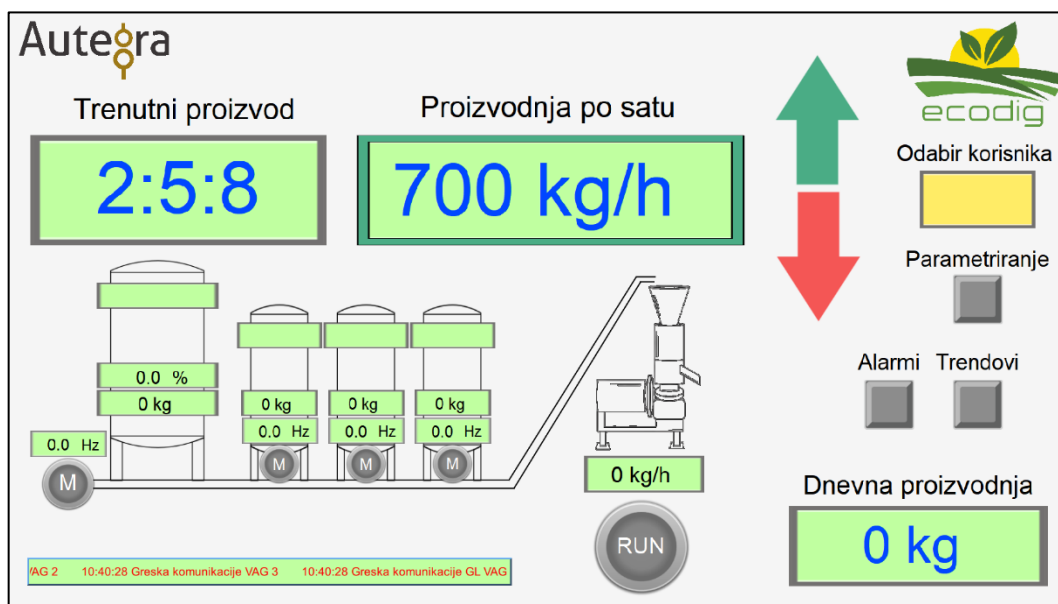 Autegra
ecodig
Trenutni proizvod
Proizvodnja po satu
2:5:8
700 kg/h
Odabir korisnika
Parametriranje
Alarmi
Trendovi
0.0 %
0 kg
0 kg
0 kg
0 kg
0.0 Hz
0.0 Hz
0.0 Hz
0.0 Hz
M
M
M
M
0 kg/h
RUN
Dnevna proizvodnja
0 kg
VAG 2 10:40:28 Greska komunikacije VAG 3 10:40:28 Greska komunikacije GL VAG